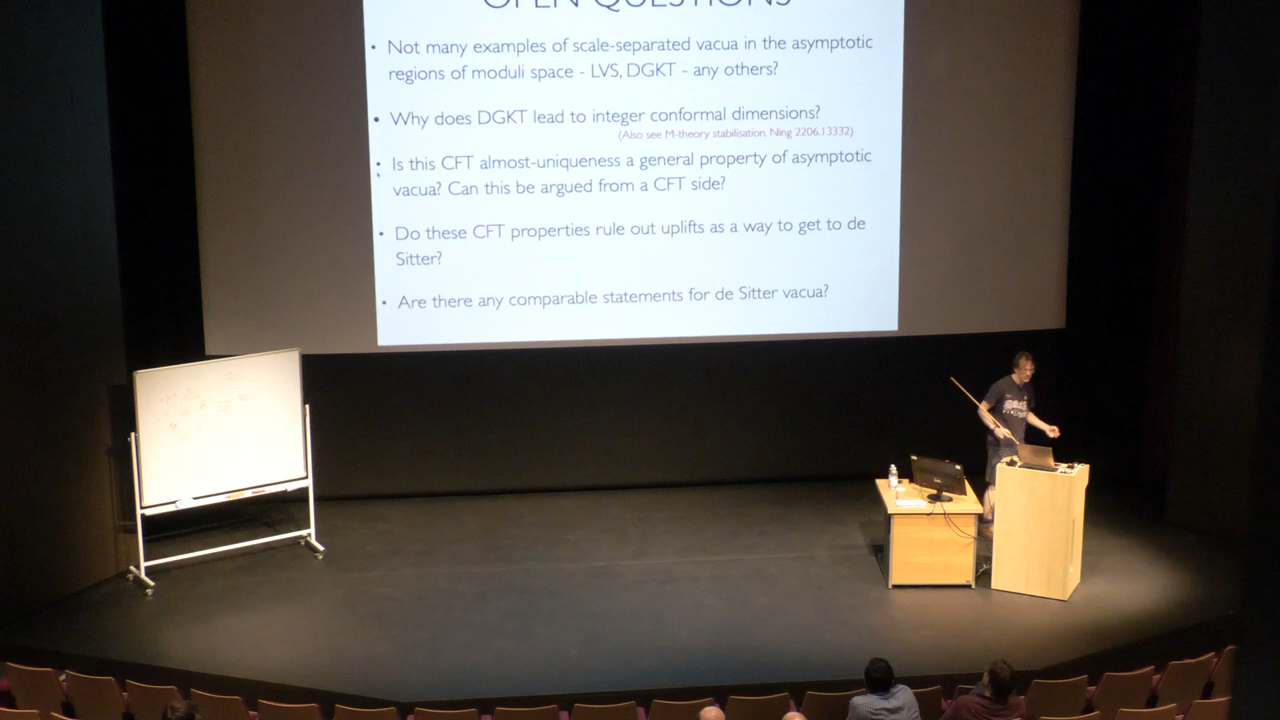 OPEN QUESTIONS
• Not many examples of scale-separated vacua in the asymptotic
regions of moduli space - LVS, DGKT - any others?
• Why does DGKT lead to integer conformal dimensions?
(Also see M-theory stabilisation, Ning 2206.13332)
• Is this CFT almost-uniqueness a general property of asymptotic
vacua? Can this be argued from a CFT side?
• Do these CFT properties rule out uplifts as a way to get to de
Sitter?
• Are there any comparable statements for de Sitter vacua?